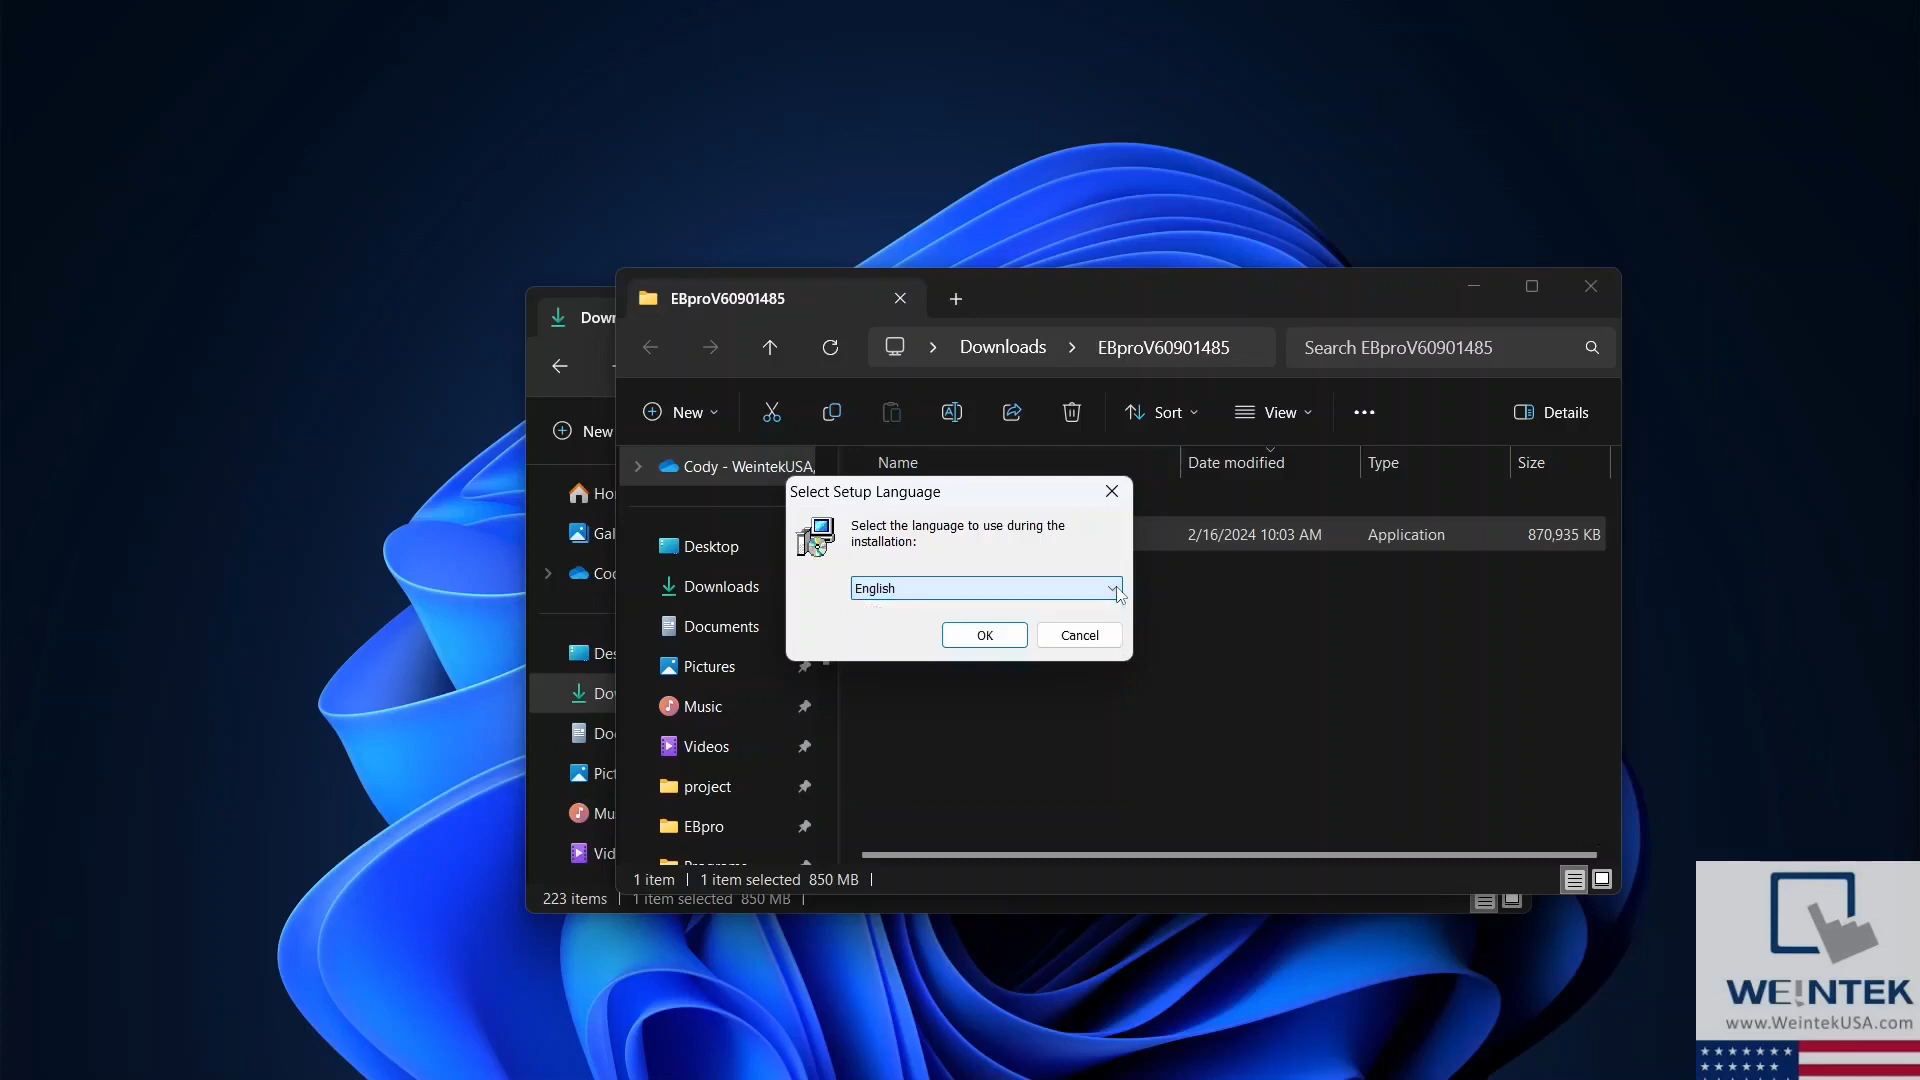 EBproV60901485
Downloads
EBproV60901485
Search EBproV60901485
New
Sort
View
Details
New
Cody - WeintekUSA,
Name
Date modified
Type
Size
2/16/2024 10:03 AM
Application
870,935 KB
Select Setup Language
Select the language to use during the
installation:
English
OK
Cancel
Desktop
Downloads
Documents
Pictures
Music
Videos
project
EBpro
1 item
1 item selected
850 MB
223 items
1 item selected
850 MB
WEINTEK
www.WeintekUSA.com